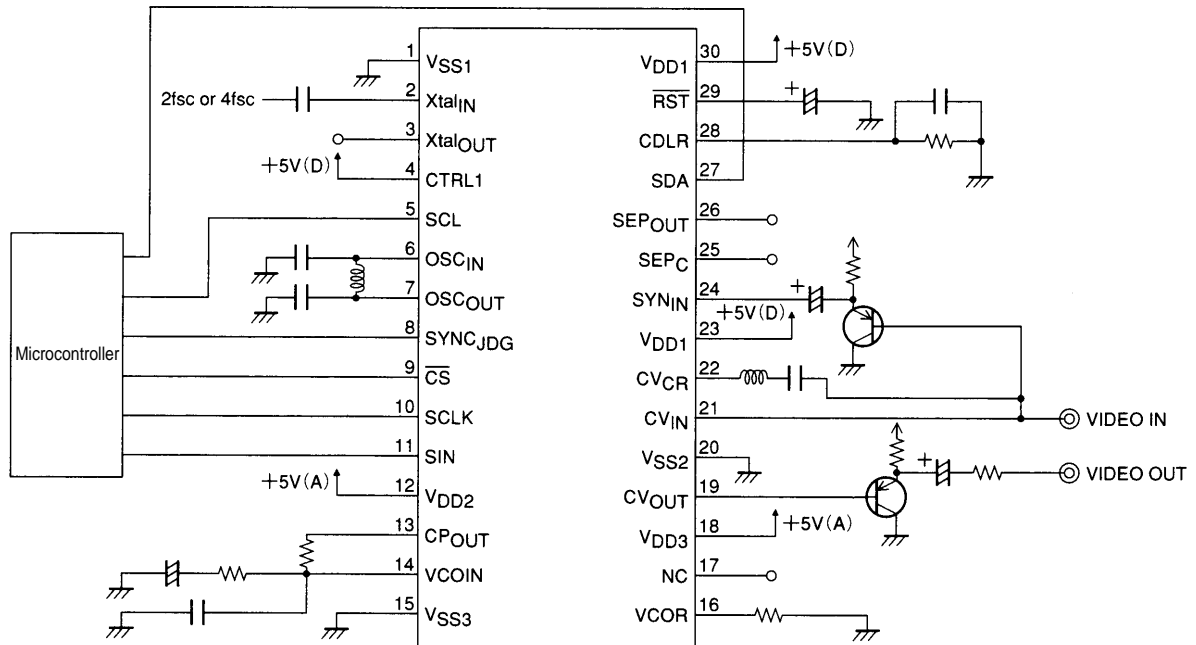 Microcontroller
1 VSS1
2fsc or 4fsc
2 XtalIN
3 XtalOUT
+5V(D)
4 CTRL1
5 SCL
6 OSCIN
7 OSCOUT
8 SYNCJDG
9 CS
10 SCLK
11 SIN
+5V(A)
12 VDD2
13 CPOUT
14 VCOIN
15 VSS3
VDD1 30
+5V(D)
RST 29
+
CDLR 28
SDA 27
SEPOUT 26
SEPC 25
SYNIN 24
+
+5V(D)
VDD1 23
CVCR 22
CVIN 21
VIDEO IN
VSS2 20
+
VIDEO OUT
CVOUT 19
+5V(A)
VDD3 18
NC 17
VCOR 16